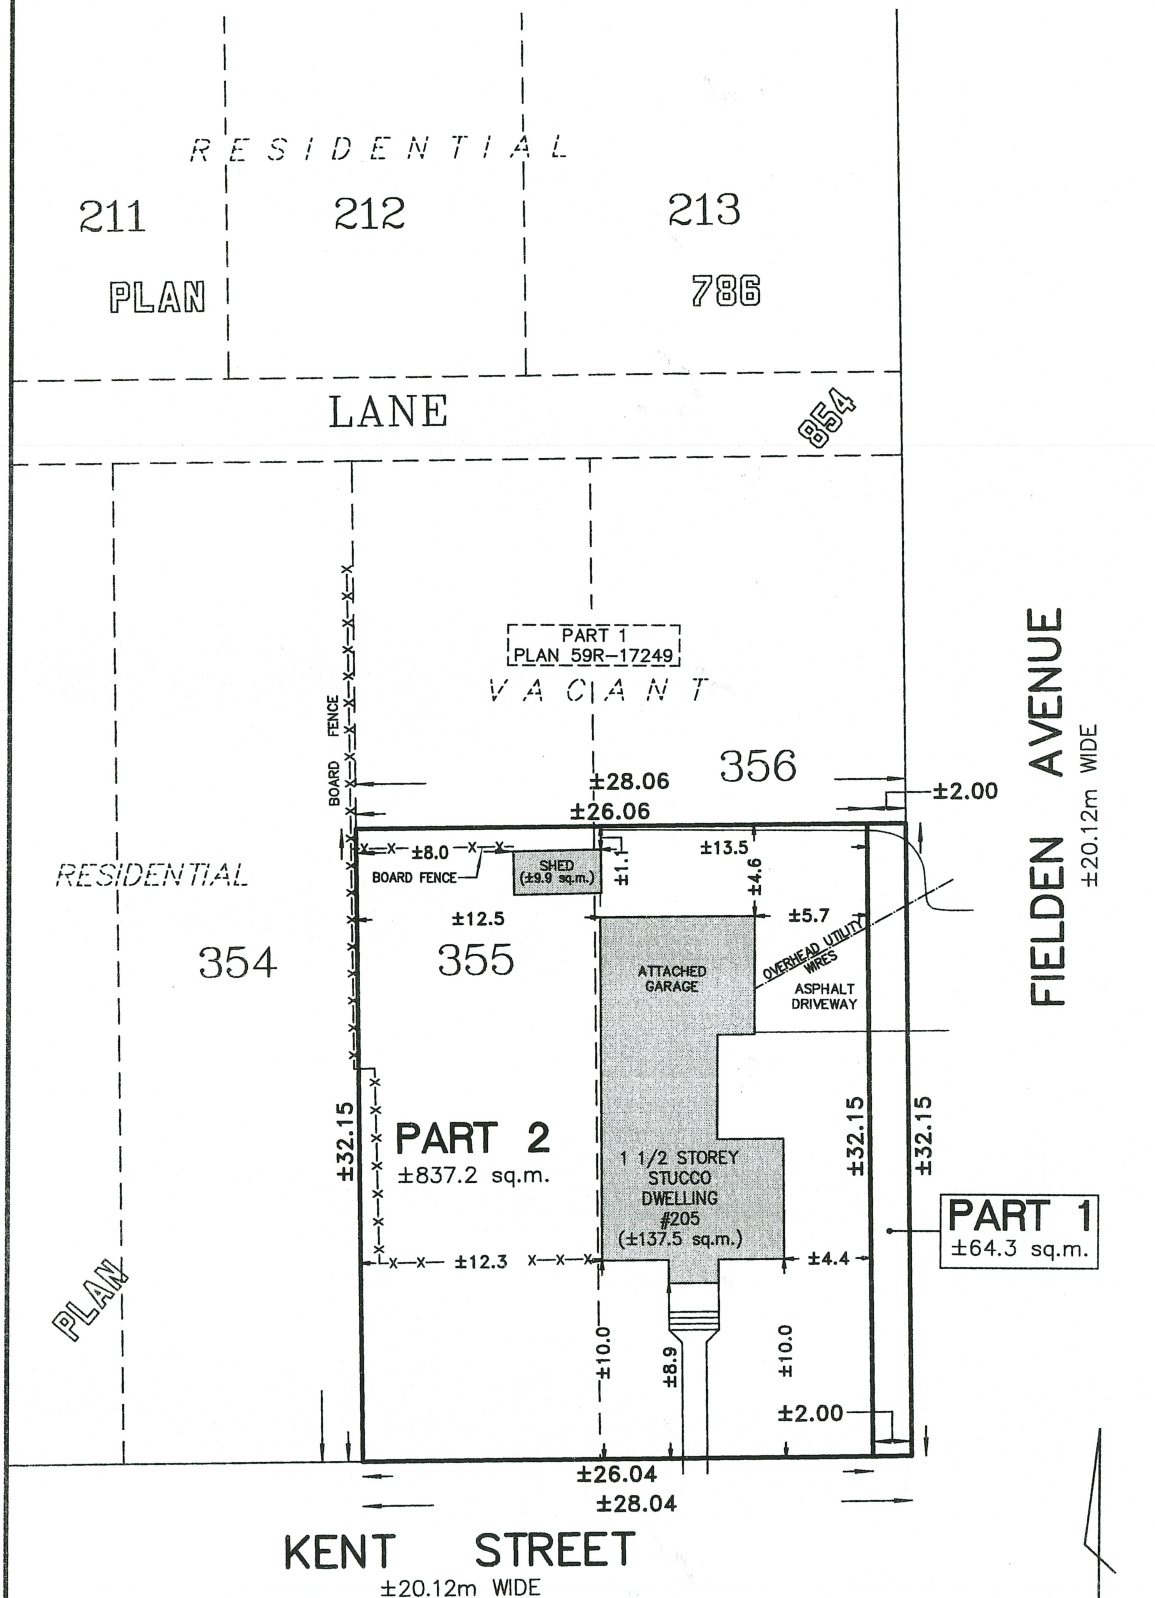 RESIDENTIAL
211
212
213
PLAN
786
LANE
854
PART 1
PLAN 59R-17249
VACANT
BOARD FENCE
356
±28.06
±26.06
±2.00
FIELDEN AVENUE
±20.12m WIDE
±8.0
BOARD FENCE
SHED
(±9.9 sq.m.)
±1.1
±13.5
±4.6
RESIDENTIAL
±12.5
±5.7
354
355
ATTACHED
GARAGE
OVERHEAD UTILITY
WIRES
ASPHALT
DRIVEWAY
±32.15
PART 2
±837.2 sq.m.
±32.15
±32.15
1 1/2 STOREY
STUCCO
DWELLING
#205
(±137.5 sq.m.)
PART 1
±64.3 sq.m.
±12.3
±4.4
PLAN
±10.0
±8.9
±10.0
±2.00
±26.04
±28.04
KENT STREET
±20.12m WIDE